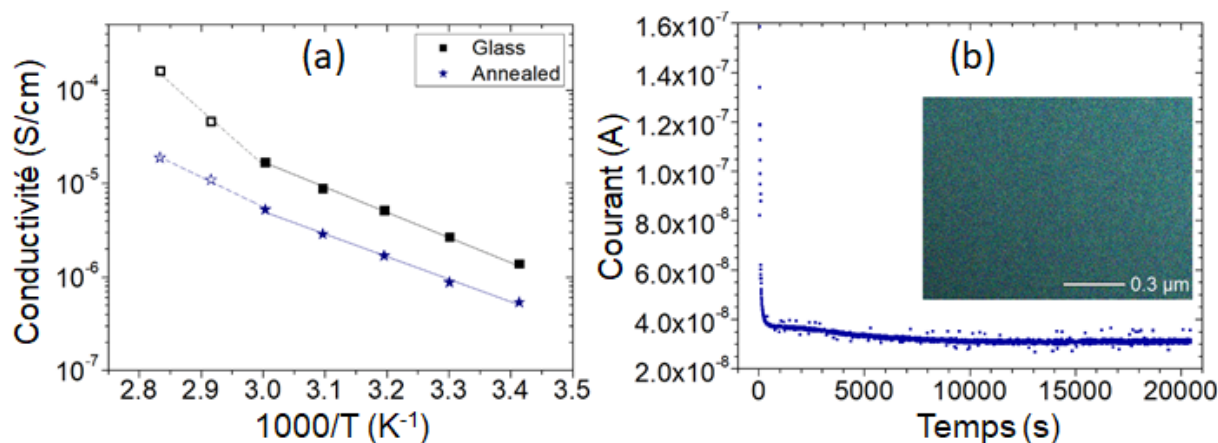 (a)
Glass
Annealed
Conductivité (S/cm)
10⁻⁴
10⁻⁵
10⁻⁶
10⁻⁷
2.8 2.9 3.0 3.1 3.2 3.3 3.4 3.5
1000/T (K⁻¹)
(b)
Courant (A)
1.6x10⁻⁷
1.4x10⁻⁷
1.2x10⁻⁷
1.0x10⁻⁷
8.0x10⁻⁸
6.0x10⁻⁸
4.0x10⁻⁸
2.0x10⁻⁸
0.3 µm
0 5000 10000 15000 20000
Temps (s)